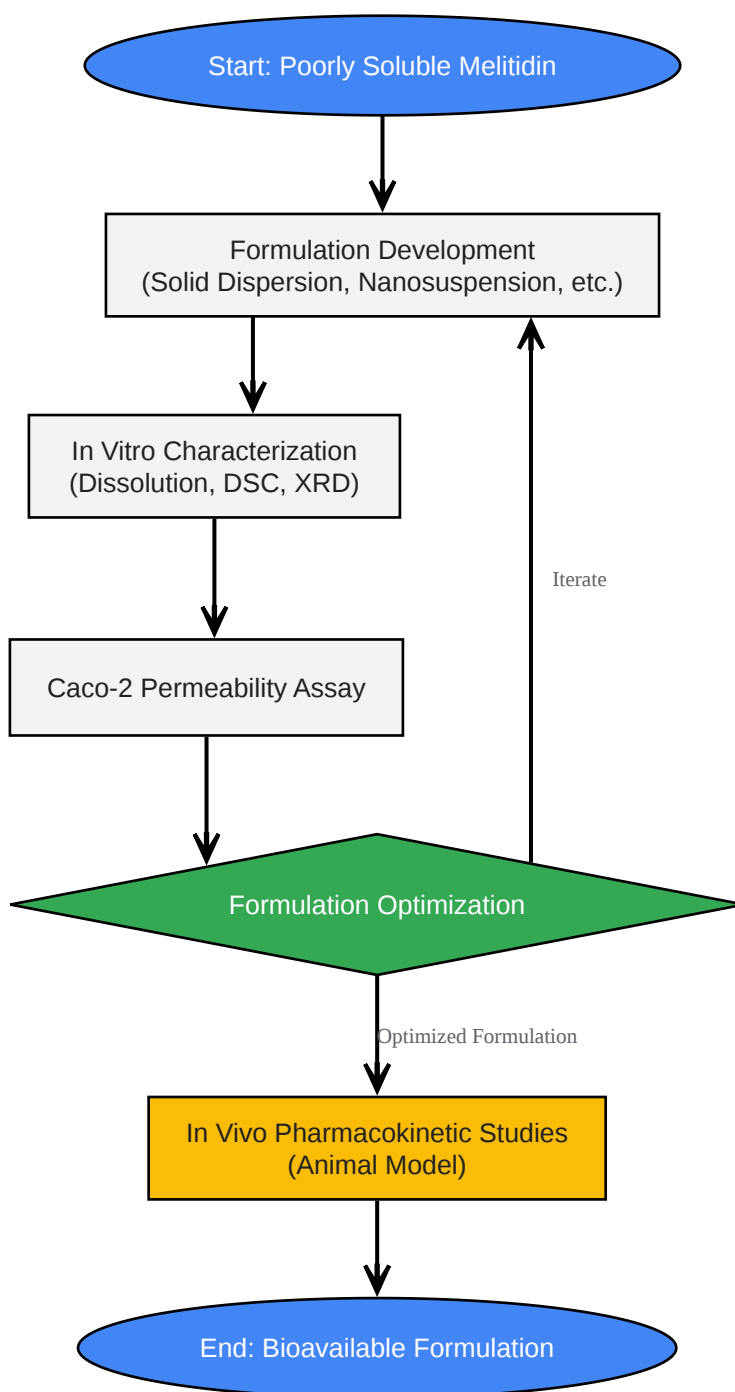 Start: Poorly Soluble Melitidin
Formulation Development
(Solid Dispersion, Nanosuspension, etc.)
In Vitro Characterization
(Dissolution, DSC, XRD)
Iterate
Caco-2 Permeability Assay
Formulation Optimization
Optimized Formulation
In Vivo Pharmacokinetic Studies
(Animal Model)
End: Bioavailable Formulation